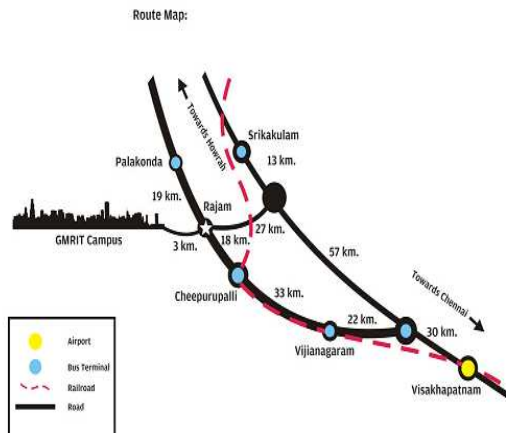 Route Map:
Towards Howrah
Srikakulam
13 km.
Palakonda
19 km.
Rajam
GMRIT Campus
3 km.
18 km.
27 km.
57 km.
Cheepurupalli
33 km.
Towards Chennai
22 km.
30 km.
Vijianagaram
Visakhapatnam
Airport
Bus Terminal
Railroad
Road